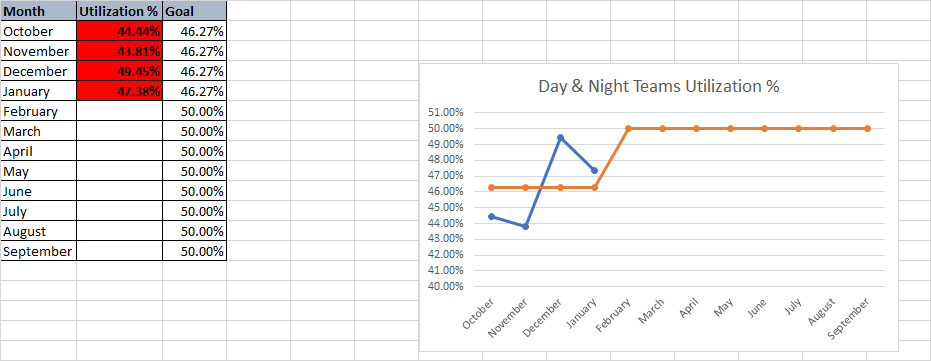 Month Utilization % Goal
October 44.44% 46.27%
November 43.81% 46.27%
December 49.45% 46.27%
January 47.38% 46.27%
February 50.00%
March 50.00%
April 50.00%
May 50.00%
June 50.00%
July 50.00%
August 50.00%
September 50.00%
Day & Night Teams Utilization %
51.00%
50.00%
49.00%
48.00%
47.00%
46.00%
45.00%
44.00%
43.00%
42.00%
41.00%
40.00%
October
November
December
January
February
March
April
May
June
July
August
September